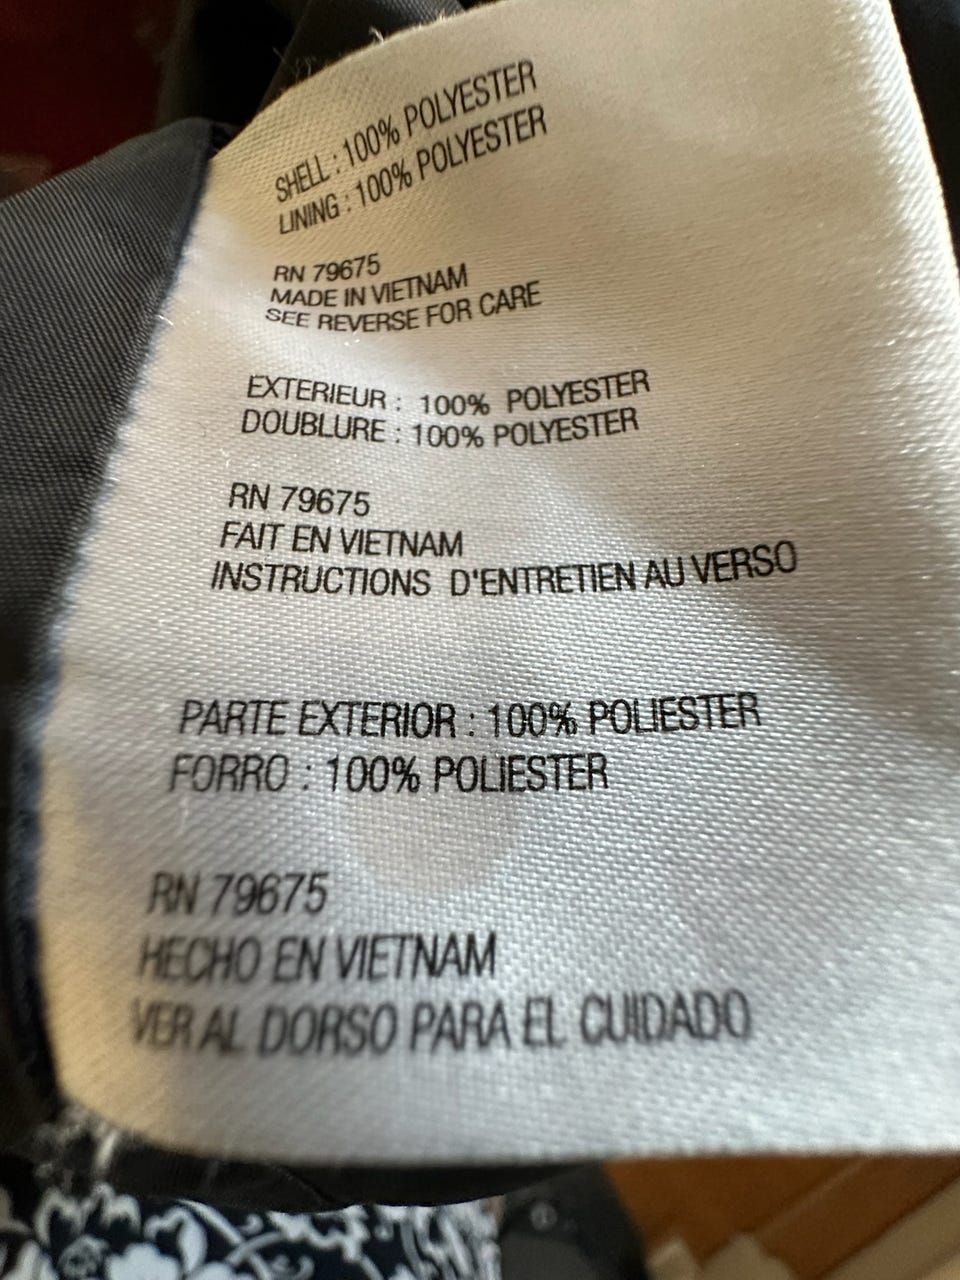 SHELL : 100% POLYESTER
LINING : 100% POLYESTER
RN 79675
MADE IN VIETNAM
SEE REVERSE FOR CARE
EXTERIEUR : 100% POLYESTER
DOUBLURE : 100% POLYESTER
RN 79675
FAIT EN VIETNAM
INSTRUCTIONS D'ENTRETIEN AU VERSO
PARTE EXTERIOR : 100% POLIESTER
FORRO : 100% POLIESTER
RN 79675
HECHO EN VIETNAM
VER AL DORSO PARA EL CUIDADO